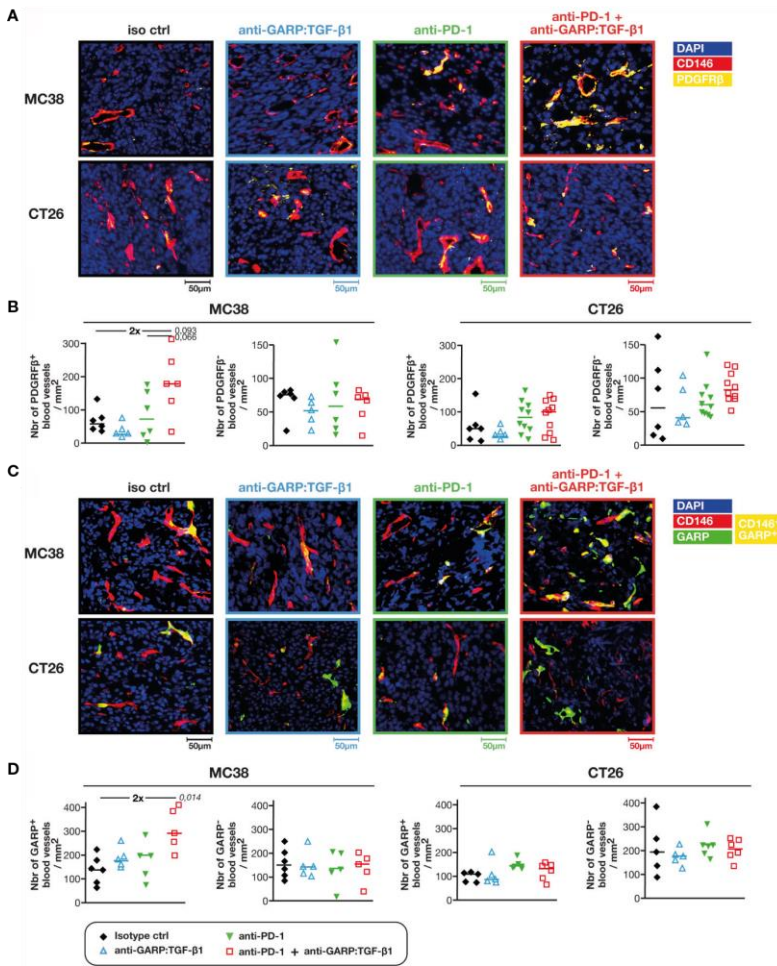 A
iso ctrl
anti-GARP:TGF-β1
anti-PD-1
anti-PD-1 +
anti-GARP:TGF-β1
DAPI
CD146
PDGFRβ
MC38
CT26
50µm
50µm
50µm
50µm
B
MC38
CT26
2x
0,093
0,066
Nbr of PDGRFβ+
blood vessels
/ mm2
300
200
100
0
Nbr of PDGRFβ-
blood vessels
/ mm2
150
100
50
0
Nbr of PDGRFβ+
blood vessels
/ mm2
300
200
100
0
Nbr of PDGRFβ-
blood vessels
/ mm2
150
100
50
0
C
iso ctrl
anti-GARP:TGF-β1
anti-PD-1
anti-PD-1 +
anti-GARP:TGF-β1
DAPI
CD146
GARP
CD146+
GARP+
MC38
CT26
50µm
50µm
50µm
50µm
D
MC38
CT26
2x
0,014
Nbr of GARP+
blood vessels
/ mm2
400
300
200
100
0
Nbr of GARP-
blood vessels
/ mm2
400
300
200
100
0
Nbr of GARP+
blood vessels
/ mm2
400
300
200
100
0
Nbr of GARP-
blood vessels
/ mm2
400
300
200
100
0
Isotype ctrl
anti-PD-1
anti-GARP:TGF-β1
anti-PD-1 + anti-GARP:TGF-β1